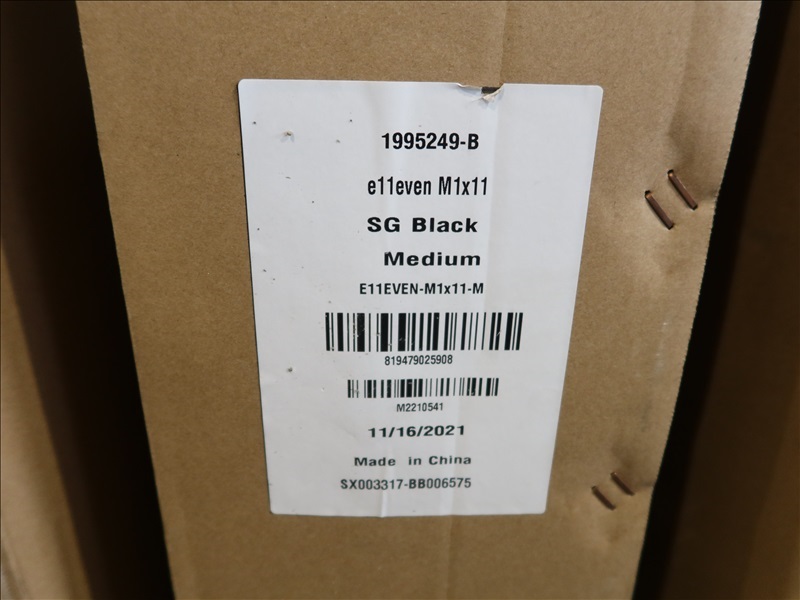 1995249-B
e11even M1x11
SG Black
Medium
E11EVEN-M1x11-M
819479025908
M2210541
11/16/2021
Made in China
SX003317-BB006575